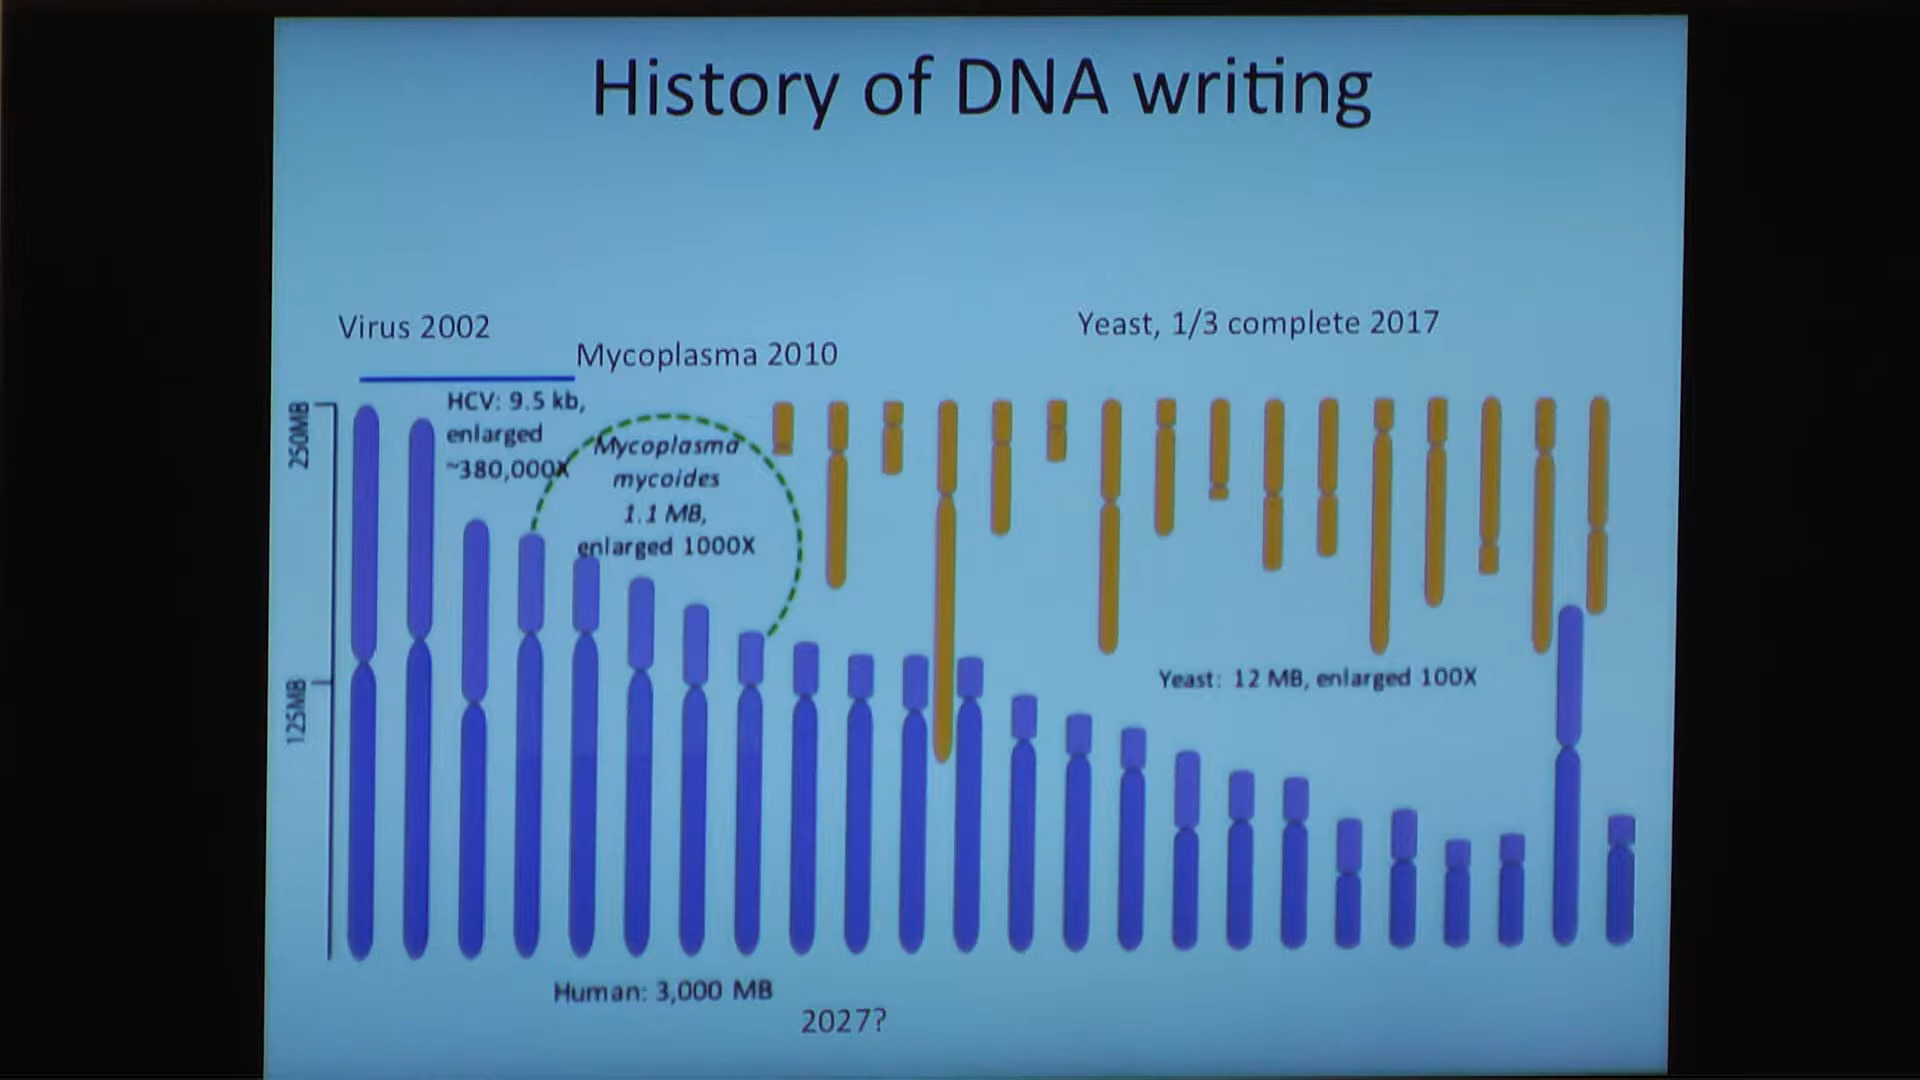 History of DNA writing
Virus 2002
Mycoplasma 2010
Yeast, 1/3 complete 2017
HCV: 9.5 kb,
enlarged
~380,000X
Mycoplasma
mycoides
1.1 MB,
enlarged 1000X
250MB
125MB
Yeast: 12 MB, enlarged 100X
Human: 3,000 MB
2027?